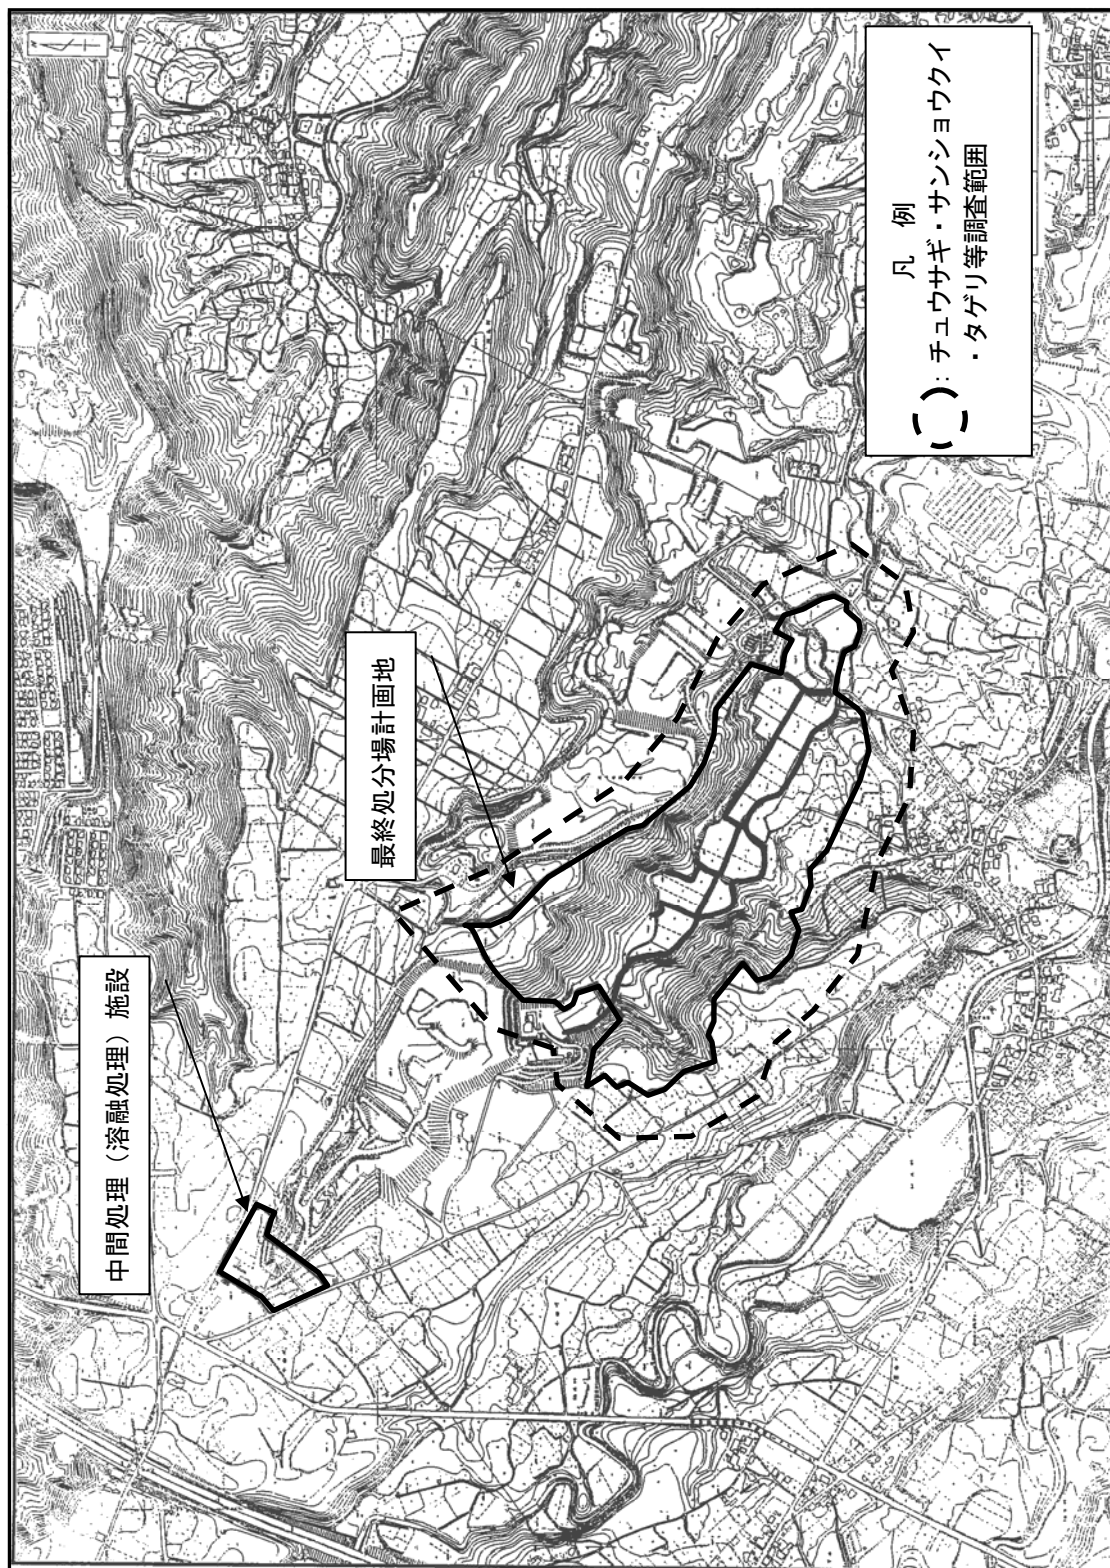 中間処理（溶融処理）施設
最終処分場計画地
凡　例
：チュウサギ・サンショウクイ
・タゲリ等調査範囲